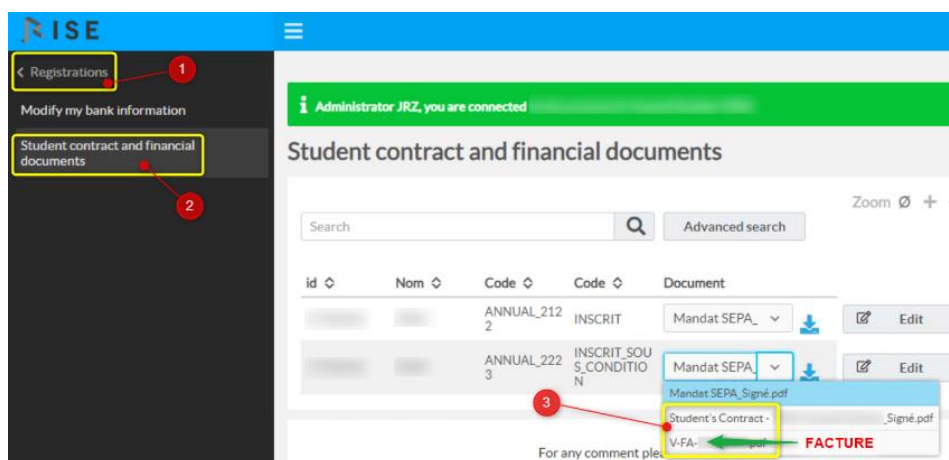 RISE
< Registrations
1
Modify my bank information
Student contract and financial
documents
2
Administrator JRZ, you are connected
Student contract and financial documents
Zoom Ø +
Search
Advanced search
id
Nom
Code
Code
Document
ANNUAL_212
2
INSCRIT
Mandat SEPA_
Edit
ANNUAL_222
3
INSCRIT_SOU
S_CONDITIO
N
Mandat SEPA_
Edit
Mandat SEPA_Signé.pdf
3
Student's Contract - _Signé.pdf
V-FA- .pdf
FACTURE
For any comment